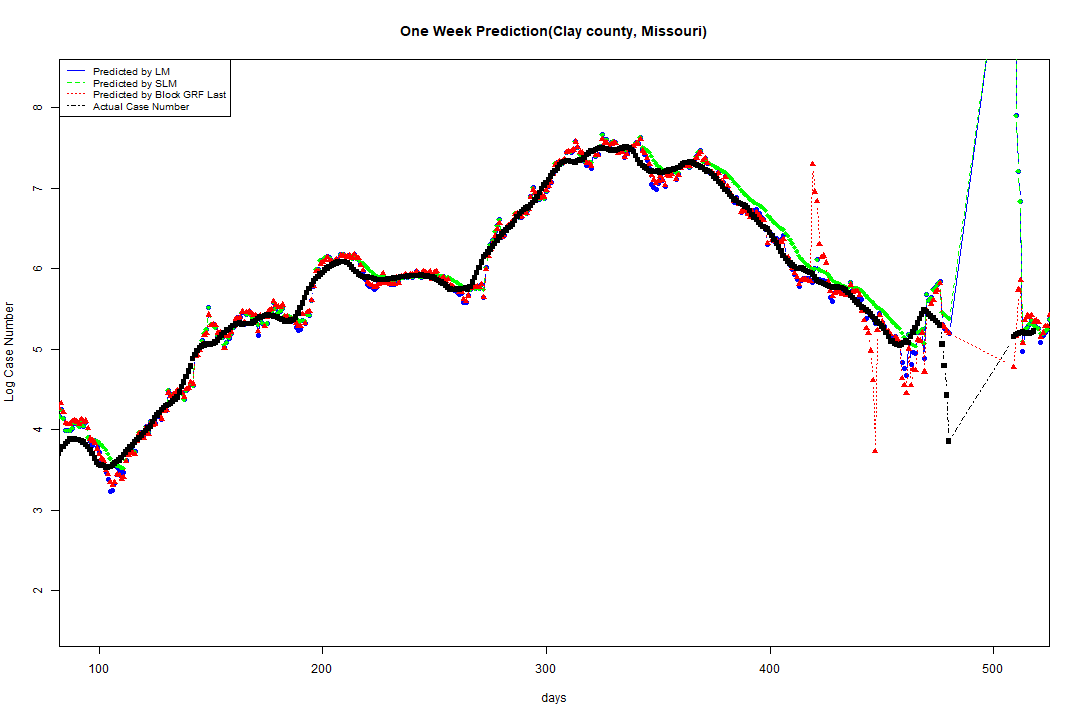 One Week Prediction(Clay county, Missouri)
Predicted by LM
Predicted by SLM
Predicted by Block GRF Last
Actual Case Number
8
7
6
5
4
3
2
Log Case Number
100 200 300 400 500
days